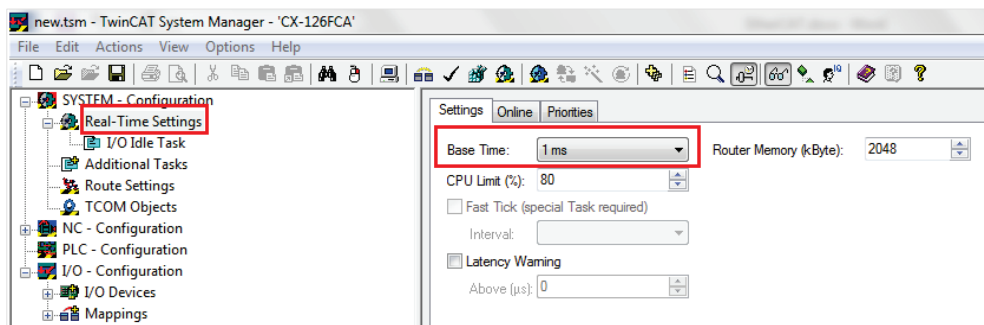 new.tsm - TwinCAT System Manager - 'CX-126FCA'
File Edit Actions View Options Help
SYSTEM - Configuration
Real-Time Settings
I/O Idle Task
Additional Tasks
Route Settings
TCOM Objects
NC - Configuration
PLC - Configuration
I/O - Configuration
I/O Devices
Mappings
Settings Online Priorities
Base Time: 1 ms Router Memory (kByte): 2048
CPU Limit (%): 80
Fast Tick (special Task required)
Interval:
Latency Warning
Above (µs): 0